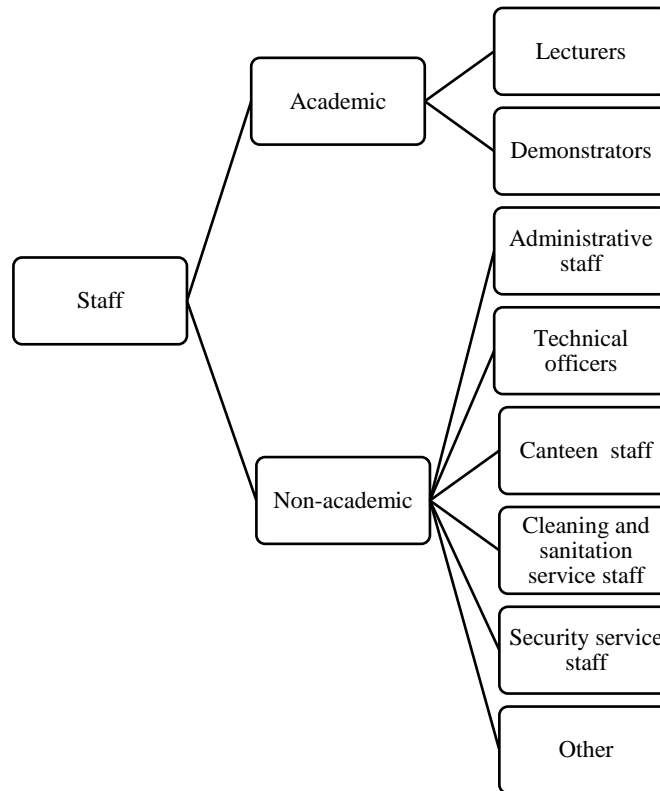 Lecturers
Academic
Demonstrators
Administrative
staff
Staff
Technical
officers
Canteen staff
Non-academic
Cleaning and
sanitation
service staff
Security service
staff
Other